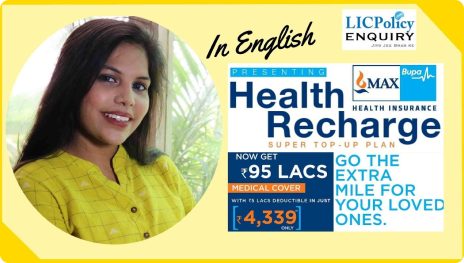 In English
LICPolicy
ENQUIRY
JIYO JEE BHAR KE
PRESENTING
MAX
Bupa
HEALTH INSURANCE
Health
Recharge
SUPER TOP-UP PLAN
NOW GET
₹95 LACS
MEDICAL COVER
WITH ₹5 LACS DEDUCTIBLE IN JUST
[₹4,339]
ONLY
GO THE
EXTRA
MILE FOR
YOUR LOVED
ONES.